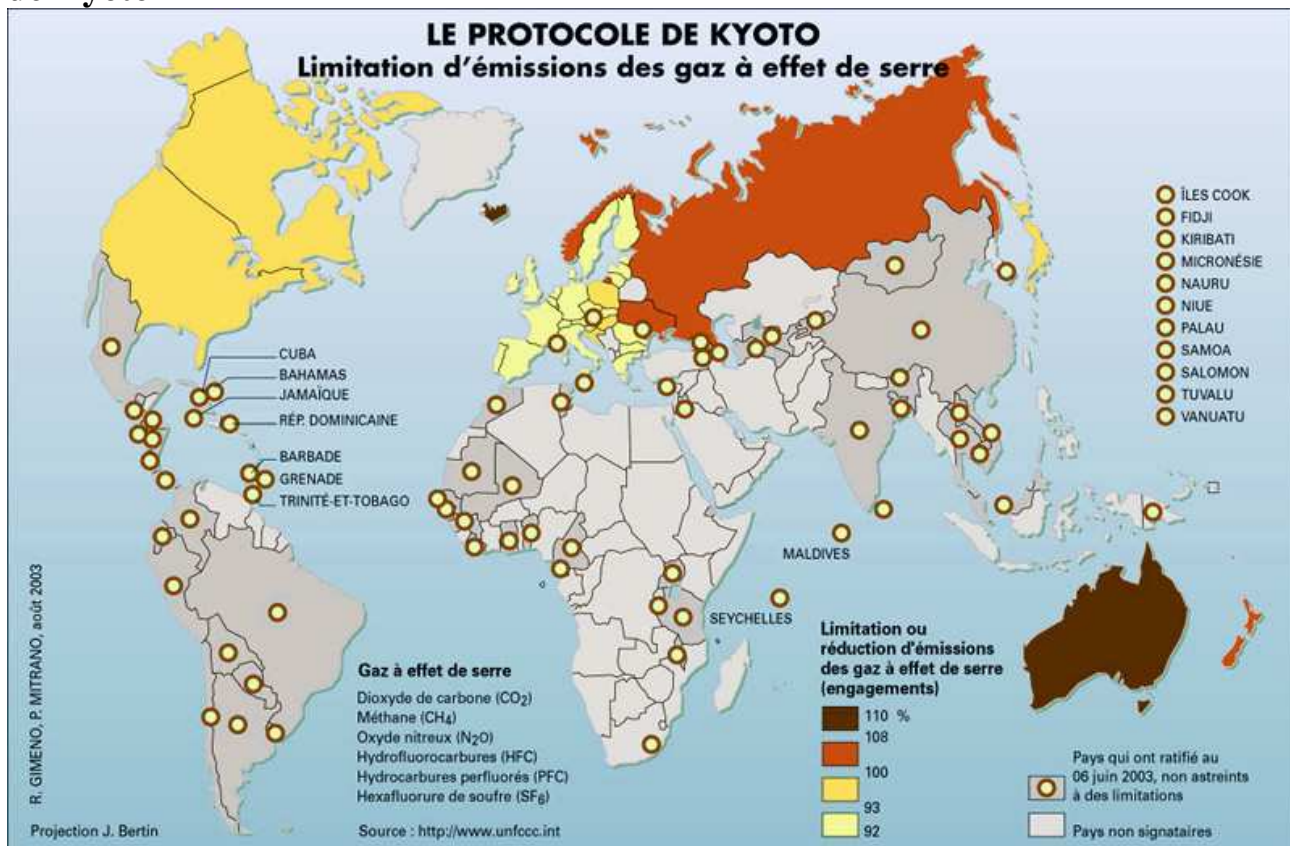 de Kyoto
LE PROTOCOLE DE KYOTO
Limitation d'émissions des gaz à effet de serre
ÎLES COOK
FIDJI
KIRIBATI
MICRONÉSIE
NAURU
NIUE
PALAU
SAMOA
SALOMON
TUVALU
VANUATU
CUBA
BAHAMAS
JAMAÏQUE
RÉP. DOMINICAINE
BARBADE
GRENADE
TRINITÉ-ET-TOBAGO
MALDIVES
SEYCHELLES
R. GIMENO, P. MITRANO, août 2003
Projection J. Bertin
Gaz à effet de serre
Dioxyde de carbone (CO2)
Méthane (CH4)
Oxyde nitreux (N2O)
Hydrofluorocarbures (HFC)
Hydrocarbures perfluorés (PFC)
Hexafluorure de soufre (SF6)
Source : http://www.unfccc.int
Limitation ou
réduction d'émissions
des gaz à effet de serre
(engagements)
110 %
108
100
93
92
Pays qui ont ratifié au
06 juin 2003, non astreints
à des limitations
Pays non signataires